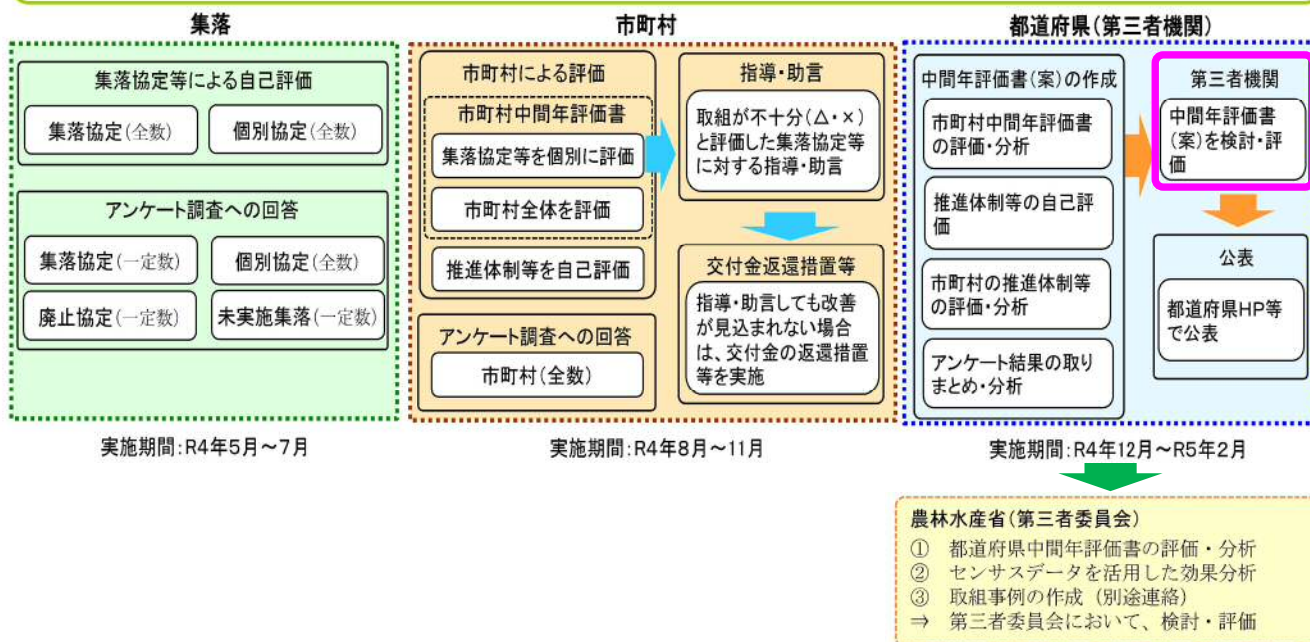 集落
集落協定等による自己評価
集落協定(全数)
個別協定(全数)
アンケート調査への回答
集落協定(一定数)
個別協定(全数)
廃止協定(一定数)
未実施集落(一定数)
実施期間:R4年5月～7月
市町村
市町村による評価
市町村中間年評価書
集落協定等を個別に評価
市町村全体を評価
推進体制等を自己評価
アンケート調査への回答
市町村(全数)
指導・助言
取組が不十分(△・×)
と評価した集落協定等
に対する指導・助言
交付金返還措置等
指導・助言しても改善
が見込まれない場合
は、交付金の返還措置
等を実施
実施期間:R4年8月～11月
都道府県(第三者機関)
中間年評価書(案)の作成
市町村中間年評価書
の評価・分析
推進体制等の自己評
価
市町村の推進体制等
の評価・分析
アンケート結果の取り
まとめ・分析
第三者機関
中間年評価書
(案)を検討・評
価
公表
都道府県HP等
で公表
実施期間:R4年12月～R5年2月
農林水産省(第三者委員会)
① 都道府県中間年評価書の評価・分析
② センサスデータを活用した効果分析
③ 取組事例の作成（別途連絡）
⇒ 第三者委員会において、検討・評価